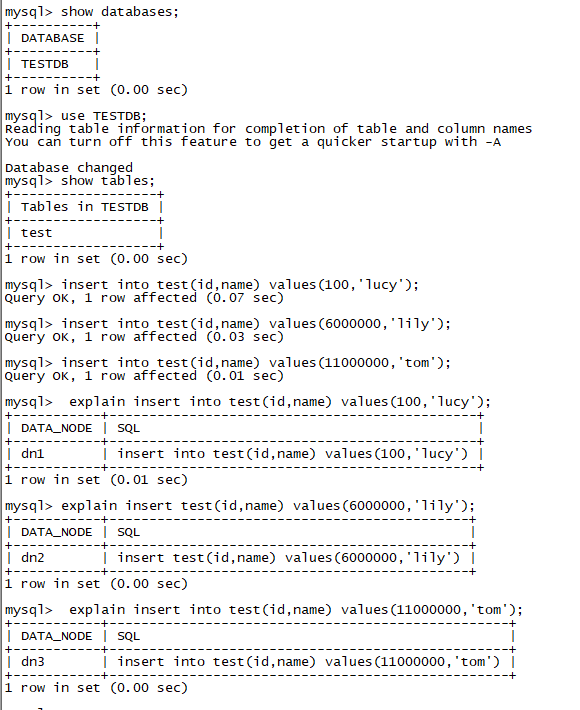 mysql> show databases;
+----------+
| DATABASE |
+----------+
| TESTDB   |
+----------+
1 row in set (0.00 sec)
mysql> use TESTDB;
Reading table information for completion of table and column names
You can turn off this feature to get a quicker startup with -A
Database changed
mysql> show tables;
+------------------+
| Tables in TESTDB |
+------------------+
| test             |
+------------------+
1 row in set (0.00 sec)
mysql> insert into test(id,name) values(100,'lucy');
Query OK, 1 row affected (0.07 sec)
mysql> insert into test(id,name) values(6000000,'lily');
Query OK, 1 row affected (0.03 sec)
mysql> insert into test(id,name) values(11000000,'tom');
Query OK, 1 row affected (0.01 sec)
mysql>  explain insert into test(id,name) values(100,'lucy');
+-----------+-------------------------------------------+
| DATA_NODE | SQL                                       |
+-----------+-------------------------------------------+
| dn1       | insert into test(id,name) values(100,'lucy') |
+-----------+-------------------------------------------+
1 row in set (0.01 sec)
mysql> explain insert test(id,name) values(6000000,'lily');
+-----------+------------------------------------------+
| DATA_NODE | SQL                                      |
+-----------+------------------------------------------+
| dn2       | insert test(id,name) values(6000000,'lily') |
+-----------+------------------------------------------+
1 row in set (0.00 sec)
mysql>  explain insert into test(id,name) values(11000000,'tom');
+-----------+-----------------------------------------------+
| DATA_NODE | SQL                                           |
+-----------+-----------------------------------------------+
| dn3       | insert into test(id,name) values(11000000,'tom') |
+-----------+-----------------------------------------------+
1 row in set (0.00 sec)